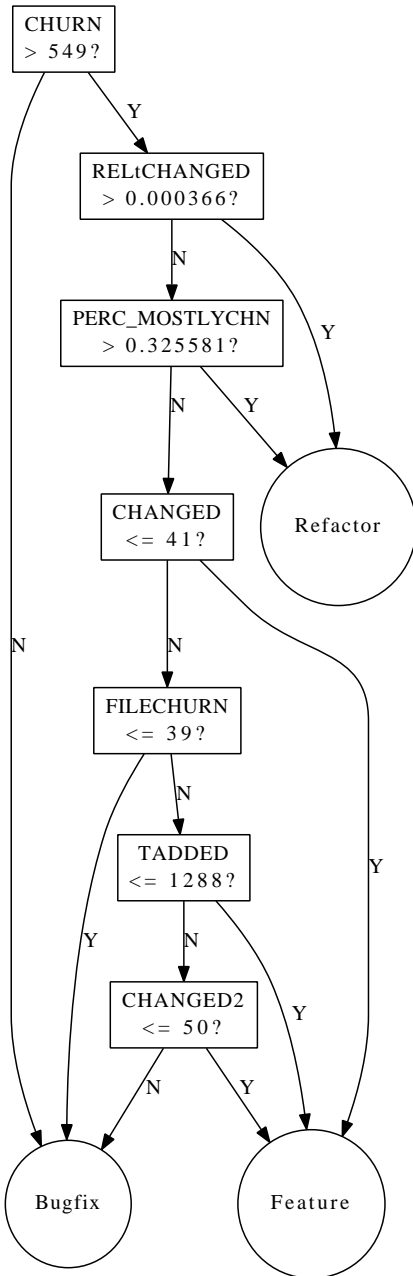 CHURN
> 549?
Y
RELtCHANGED
> 0.000366?
N
Y
PERC_MOSTLYCHN
> 0.325581?
N
Y
CHANGED
<= 41?
Refactor
N
N
FILECHURN
<= 39?
N
TADDED
<= 1288?
Y
Y
N
CHANGED2
<= 50?
Y
N
Y
Bugfix
Feature